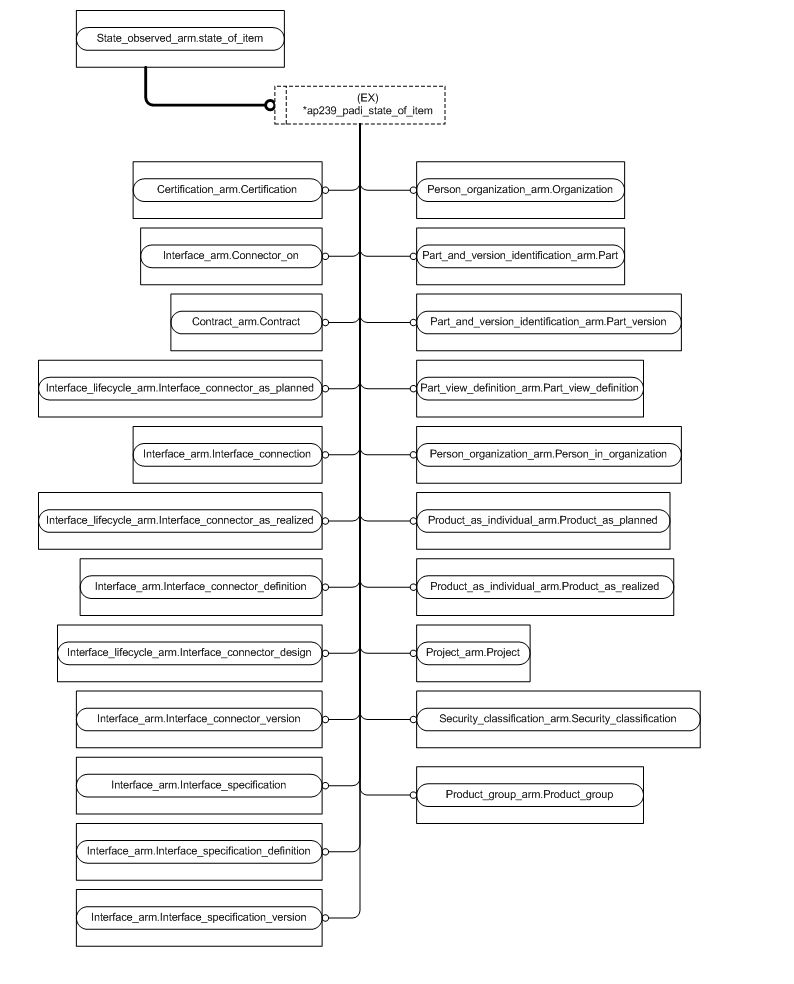 State_observed_arm.state_of_item
(EX)
*ap239_padi_state_of_item
Certification_arm.Certification
Person_organization_arm.Organization
Interface_arm.Connector_on
Part_and_version_identification_arm.Part
Contract_arm.Contract
Part_and_version_identification_arm.Part_version
Interface_lifecycle_arm.Interface_connector_as_planned
Part_view_definition_arm.Part_view_definition
Interface_arm.Interface_connection
Person_organization_arm.Person_in_organization
Interface_lifecycle_arm.Interface_connector_as_realized
Product_as_individual_arm.Product_as_planned
Interface_arm.Interface_connector_definition
Product_as_individual_arm.Product_as_realized
Interface_lifecycle_arm.Interface_connector_design
Project_arm.Project
Interface_arm.Interface_connector_version
Security_classification_arm.Security_classification
Interface_arm.Interface_specification
Product_group_arm.Product_group
Interface_arm.Interface_specification_definition
Interface_arm.Interface_specification_version